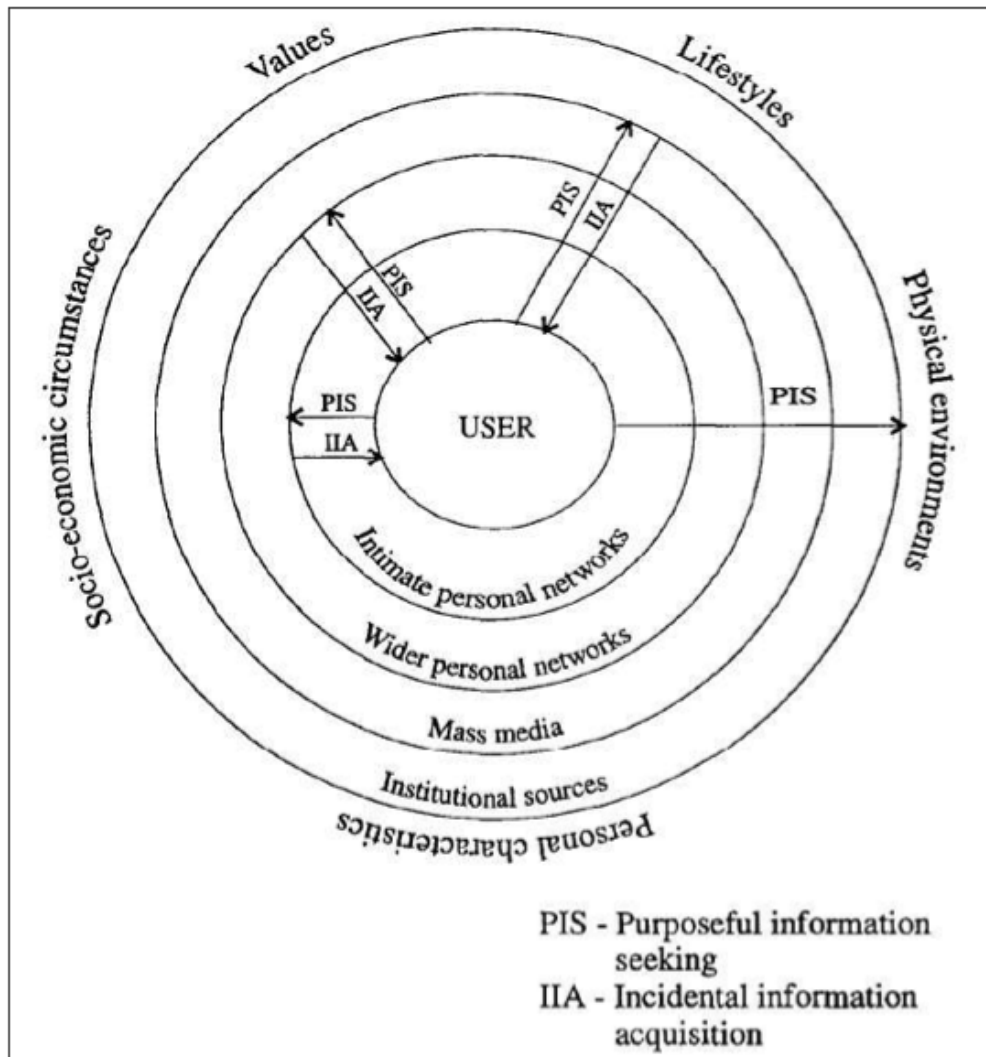 Values
Lifestyles
Socio-economic circumstances
Physical environments
PIS
IIA
PIS
IIA
PIS
IIA
PIS
USER
Intimate personal networks
Wider personal networks
Mass media
Institutional sources
Personal characteristics
PIS - Purposeful information
seeking
IIA - Incidental information
acquisition